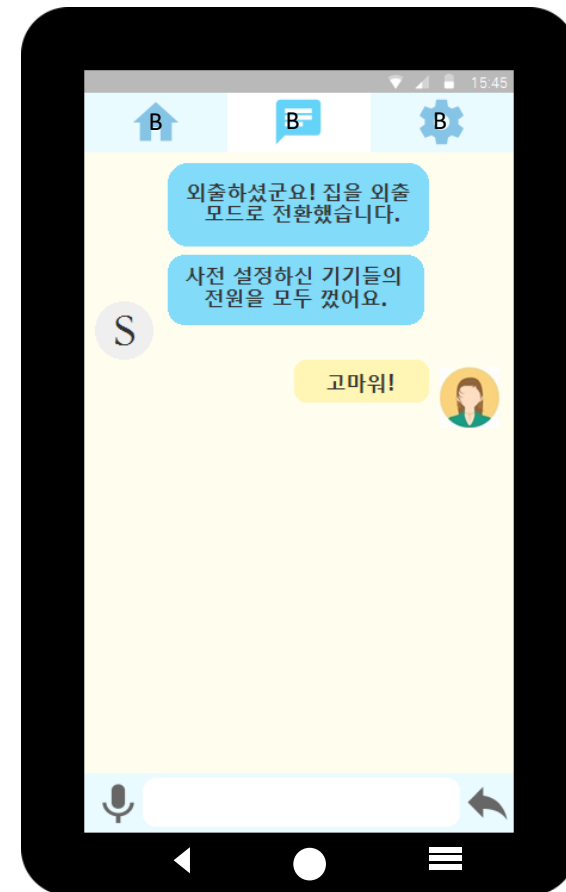 15:45
B
B
B
외출하셨군요! 집을 외출
모드로 전환했습니다.
사전 설정하신 기기들의
전원을 모두 껐어요.
S
고마워!